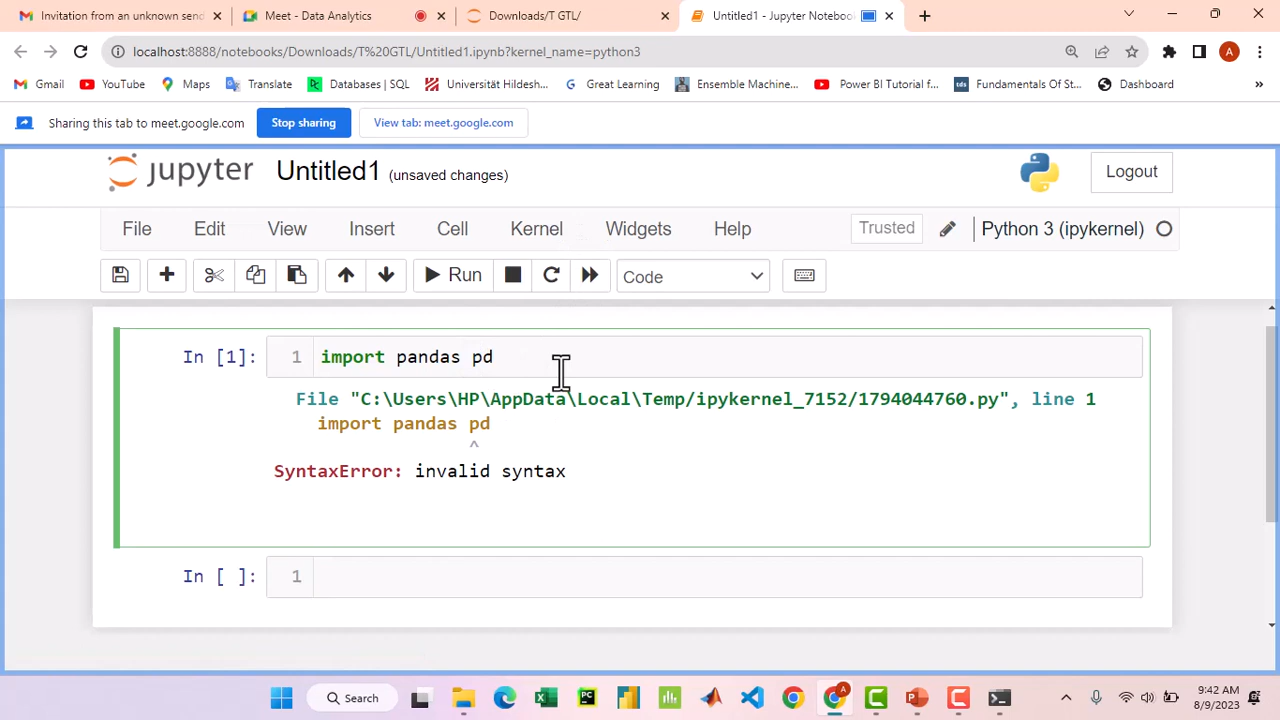 Invitation from an unknown send
Meet - Data Analytics
Downloads/T GTL/
Untitled1 - Jupyter Notebook
localhost:8888/notebooks/Downloads/T%20GTL/Untitled1.ipynb?kernel_name=python3
A
Gmail
YouTube
Maps
Translate
Databases | SQL
Universität Hildesh...
Great Learning
Ensemble Machine...
Power BI Tutorial f...
Fundamentals Of St...
Dashboard
»
Sharing this tab to meet.google.com
Stop sharing
View tab: meet.google.com
jupyter Untitled1 (unsaved changes)
Logout
File Edit View Insert Cell Kernel Widgets Help
Trusted
Python 3 (ipykernel)
Run
Code
In [1]: 1 import pandas pd
File "C:\Users\HP\AppData\Local\Temp/ipykernel_7152/1794044760.py", line 1
import pandas pd
^
SyntaxError: invalid syntax
In [ ]: 1
Search
9:42 AM
8/9/2023